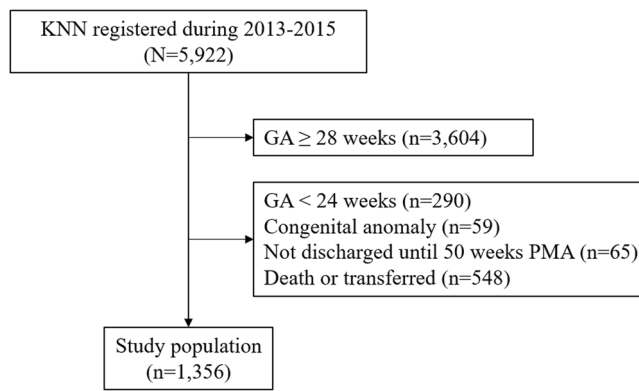 KNN registered during 2013-2015
(N=5,922)
GA ≥ 28 weeks (n=3,604)
GA < 24 weeks (n=290)
Congenital anomaly (n=59)
Not discharged until 50 weeks PMA (n=65)
Death or transferred (n=548)
Study population
(n=1,356)